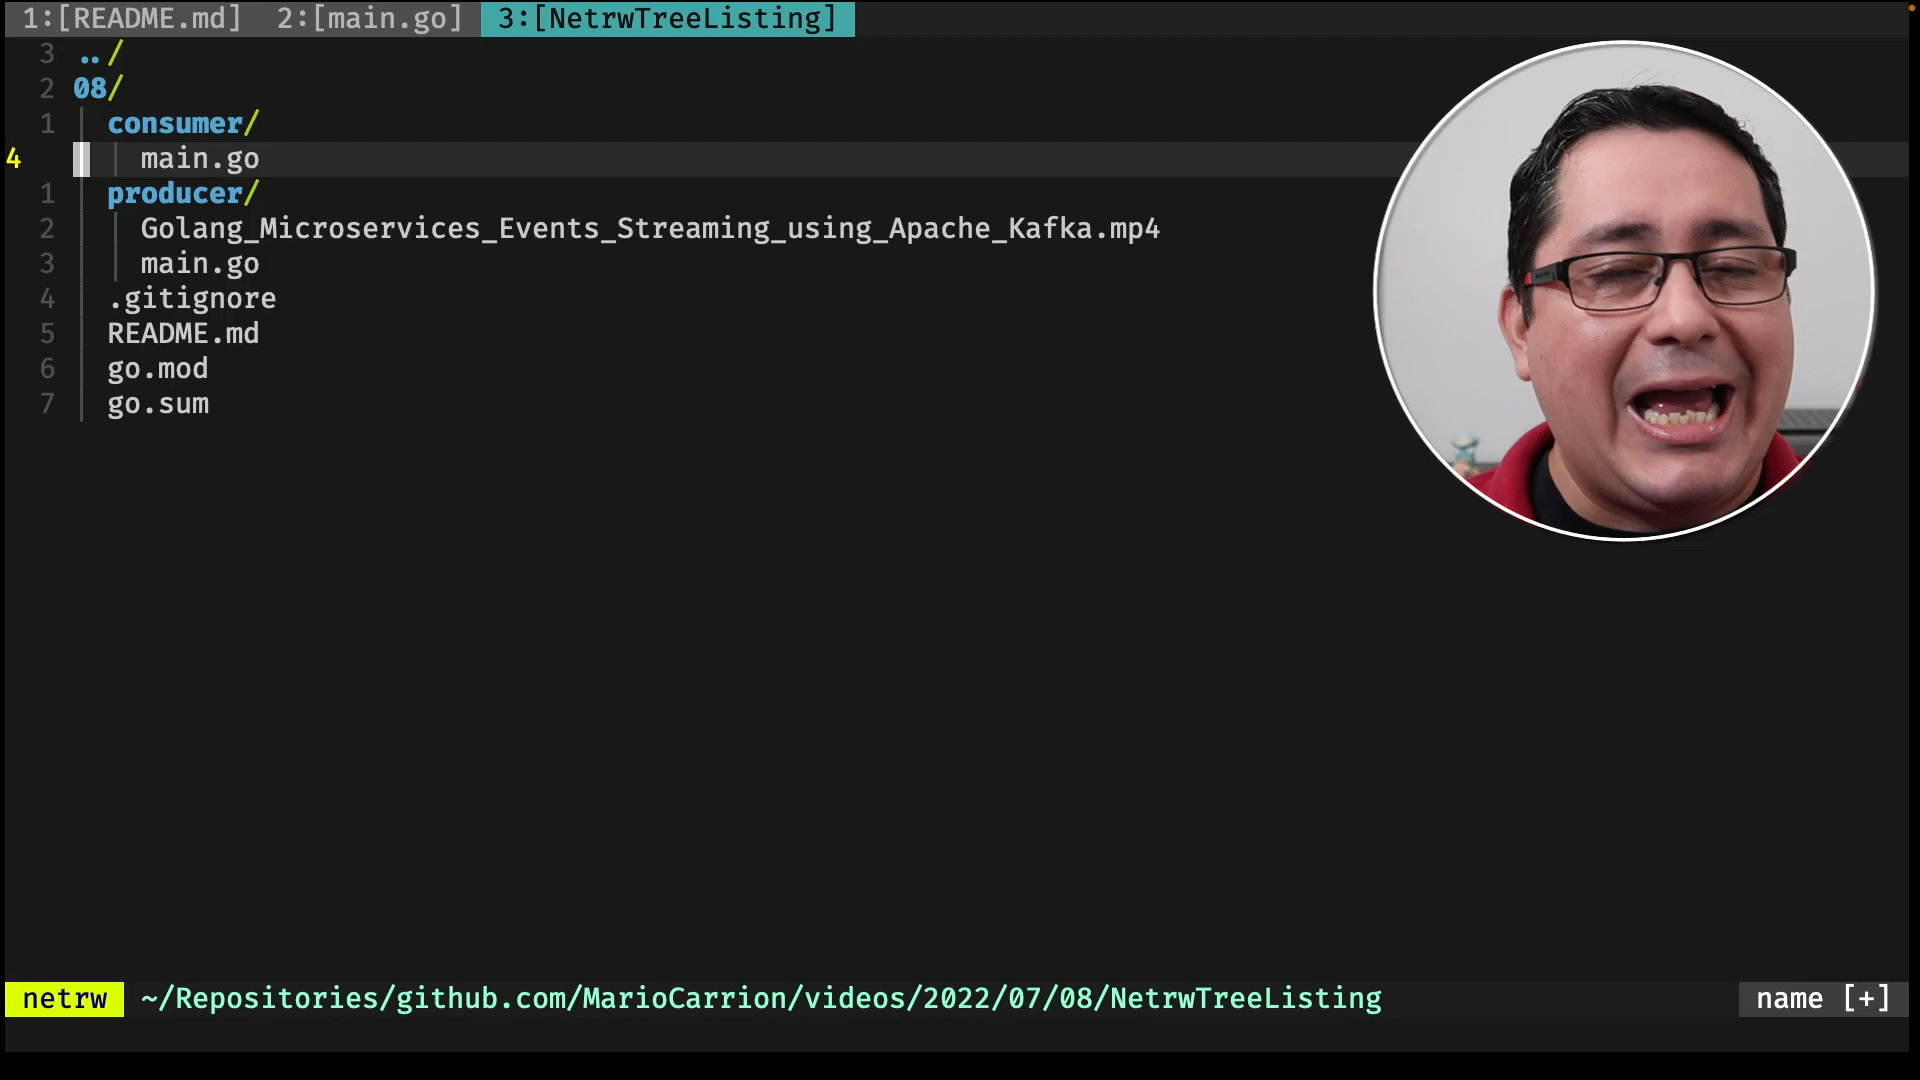 1:[README.md] 2:[main.go] 3:[NetrwTreeListing]
3 ../
2 08/
1 consumer/
4 main.go
1 producer/
2 Golang_Microservices_Events_Streaming_using_Apache_Kafka.mp4
3 main.go
4 .gitignore
5 README.md
6 go.mod
7 go.sum
netrw ~/Repositories/github.com/MarioCarrion/videos/2022/07/08/NetrwTreeListing name [+]